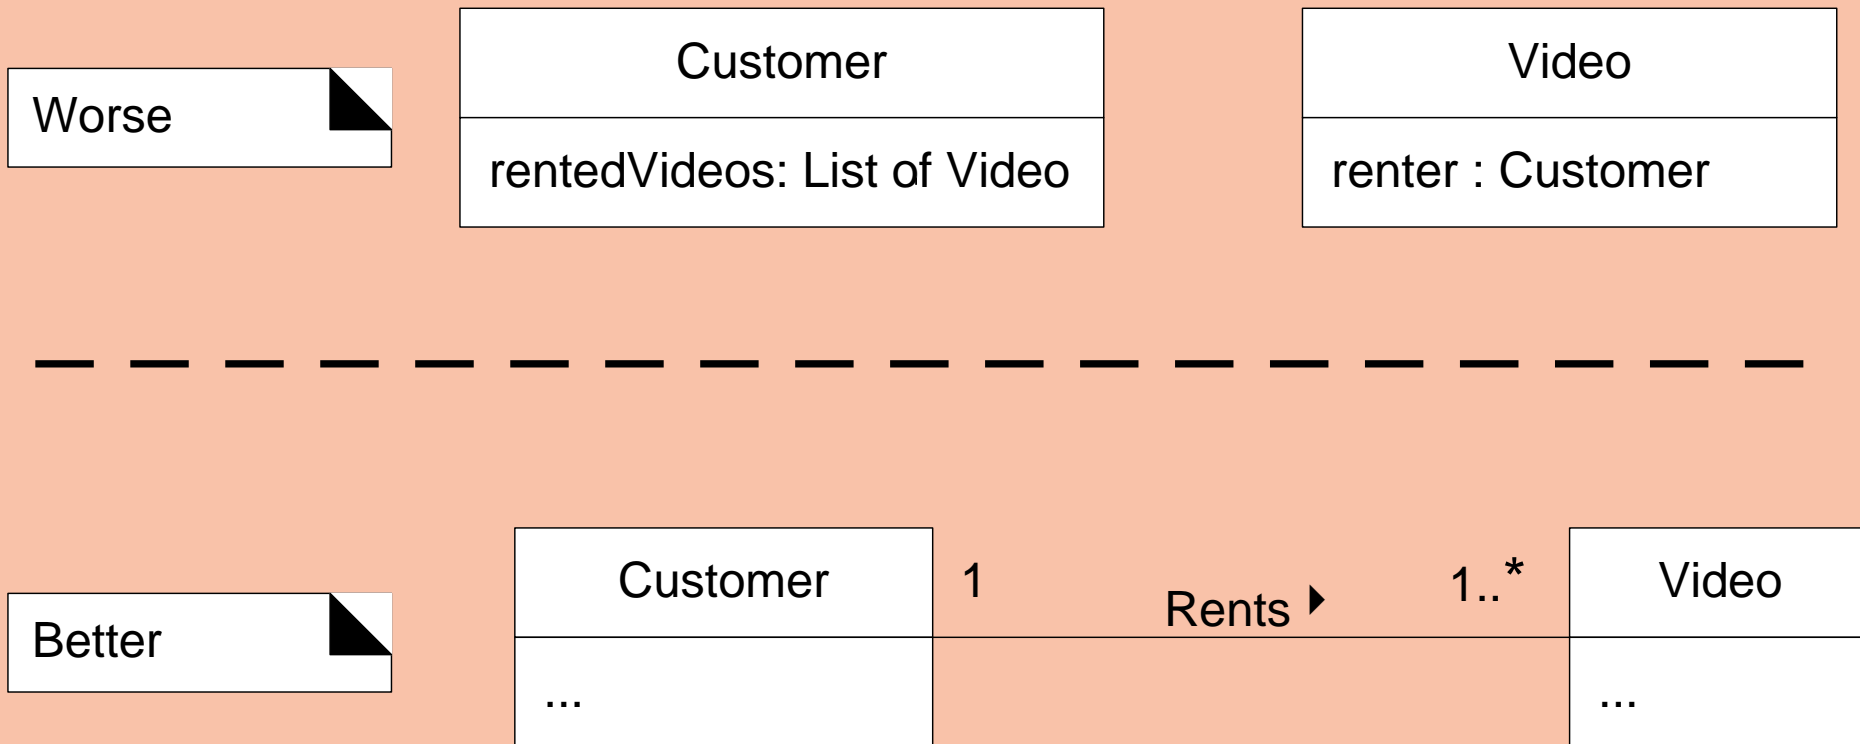 Worse
Customer
rentedVideos: List of Video
Video
renter : Customer
Better
Customer
...
1
Rents
1..*
Video
...